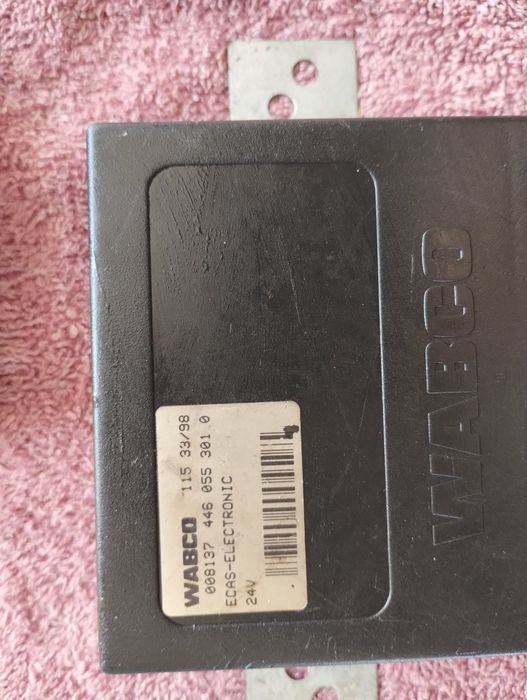 WABCO 115 33/98
008137 446 055 301 0
ECAS-ELECTRONIC
24V
WABCO